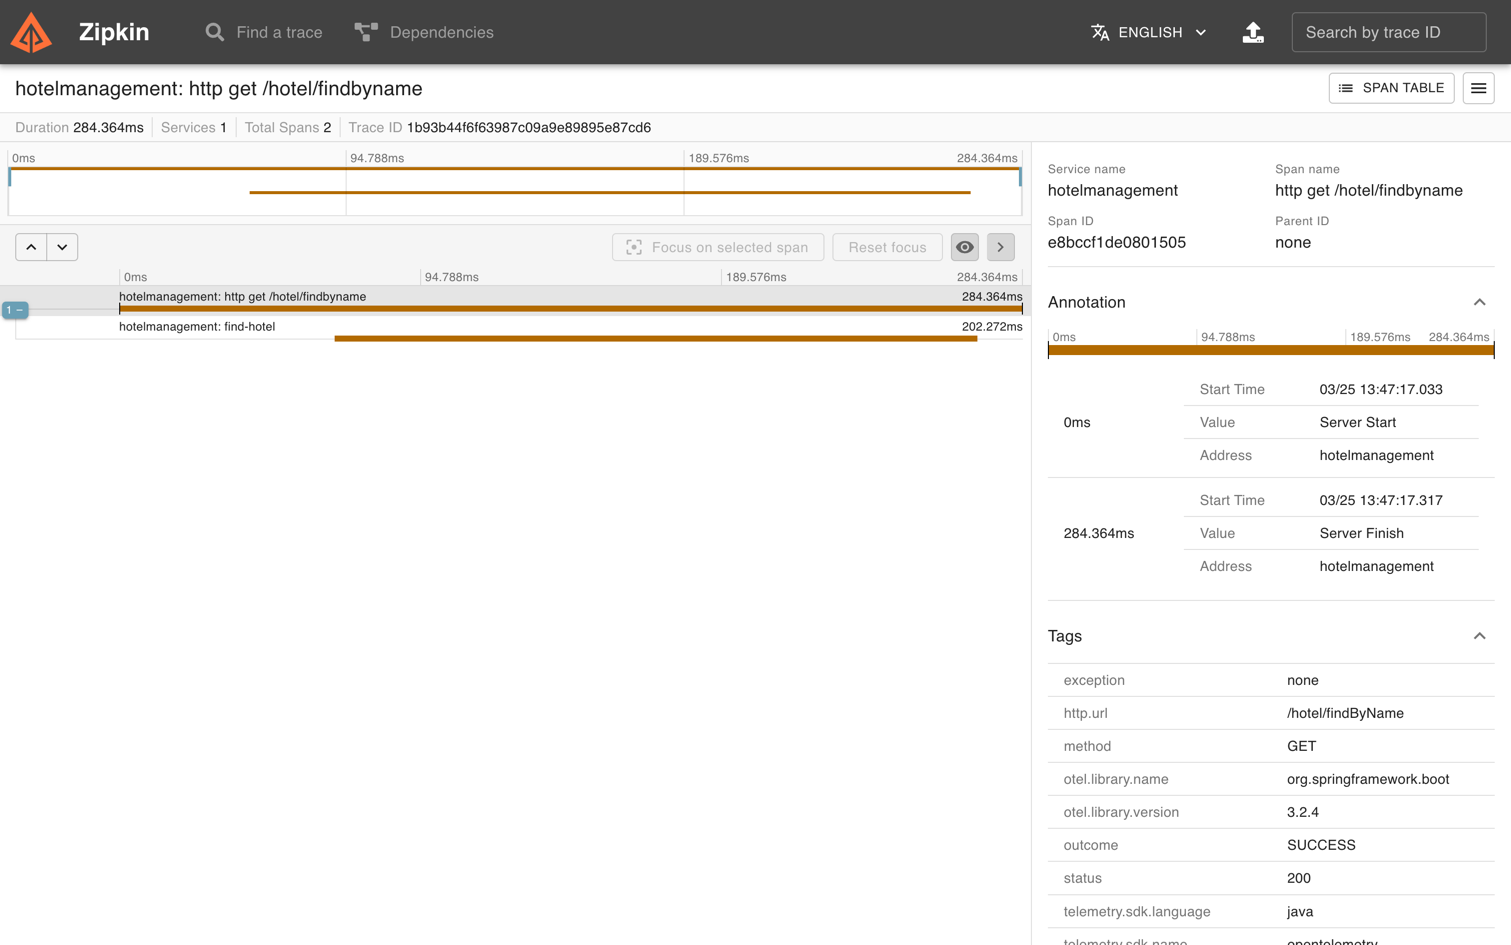 Zipkin
Find a trace
Dependencies
ENGLISH
Search by trace ID
hotelmanagement: http get /hotel/findbyname
SPAN TABLE
Duration 284.364ms Services 1 Total Spans 2 Trace ID 1b93b44f6f63987c09a9e89895e87cd6
0ms 94.788ms 189.576ms 284.364ms
Focus on selected span
Reset focus
0ms 94.788ms 189.576ms 284.364ms
hotelmanagement: http get /hotel/findbyname 284.364ms
1 −
hotelmanagement: find-hotel 202.272ms
Service name Span name
hotelmanagement http get /hotel/findbyname
Span ID Parent ID
e8bccf1de0801505 none
Annotation
0ms 94.788ms 189.576ms 284.364ms
Start Time 03/25 13:47:17.033
0ms Value Server Start
Address hotelmanagement
Start Time 03/25 13:47:17.317
284.364ms Value Server Finish
Address hotelmanagement
Tags
exception none
http.url /hotel/findByName
method GET
otel.library.name org.springframework.boot
otel.library.version 3.2.4
outcome SUCCESS
status 200
telemetry.sdk.language java
telemetry.sdk.name opentelemetry